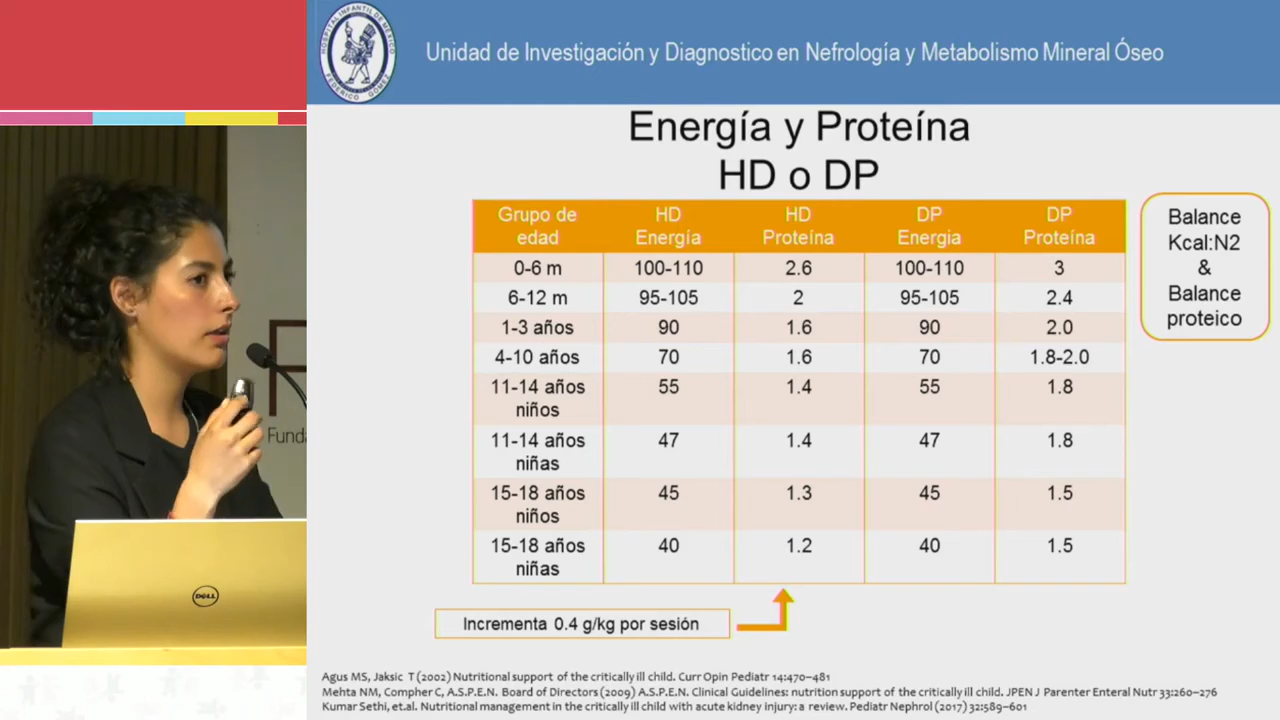 HOSPITAL INFANTIL DE MEXICO
FEDERICO GOMEZ
Unidad de Investigación y Diagnostico en Nefrología y Metabolismo Mineral Óseo
Energía y Proteína
HD o DP
Grupo de edad HD Energía HD Proteína DP Energia DP Proteína
0-6 m 100-110 2.6 100-110 3
6-12 m 95-105 2 95-105 2.4
1-3 años 90 1.6 90 2.0
4-10 años 70 1.6 70 1.8-2.0
11-14 años niños 55 1.4 55 1.8
11-14 años niñas 47 1.4 47 1.8
15-18 años niños 45 1.3 45 1.5
15-18 años niñas 40 1.2 40 1.5
Balance
Kcal:N2
&
Balance
proteico
Incrementa 0.4 g/kg por sesión
Agus MS, Jaksic T (2002) Nutritional support of the critically ill child. Curr Opin Pediatr 14:470–481
Mehta NM, Compher C, A.S.P.E.N. Board of Directors (2009) A.S.P.E.N. Clinical Guidelines: nutrition support of the critically ill child. JPEN J Parenter Enteral Nutr 33:260–276
Kumar Sethi, et.al. Nutritional management in the critically ill child with acute kidney injury: a review. Pediatr Nephrol (2017) 32:589–601
DELL